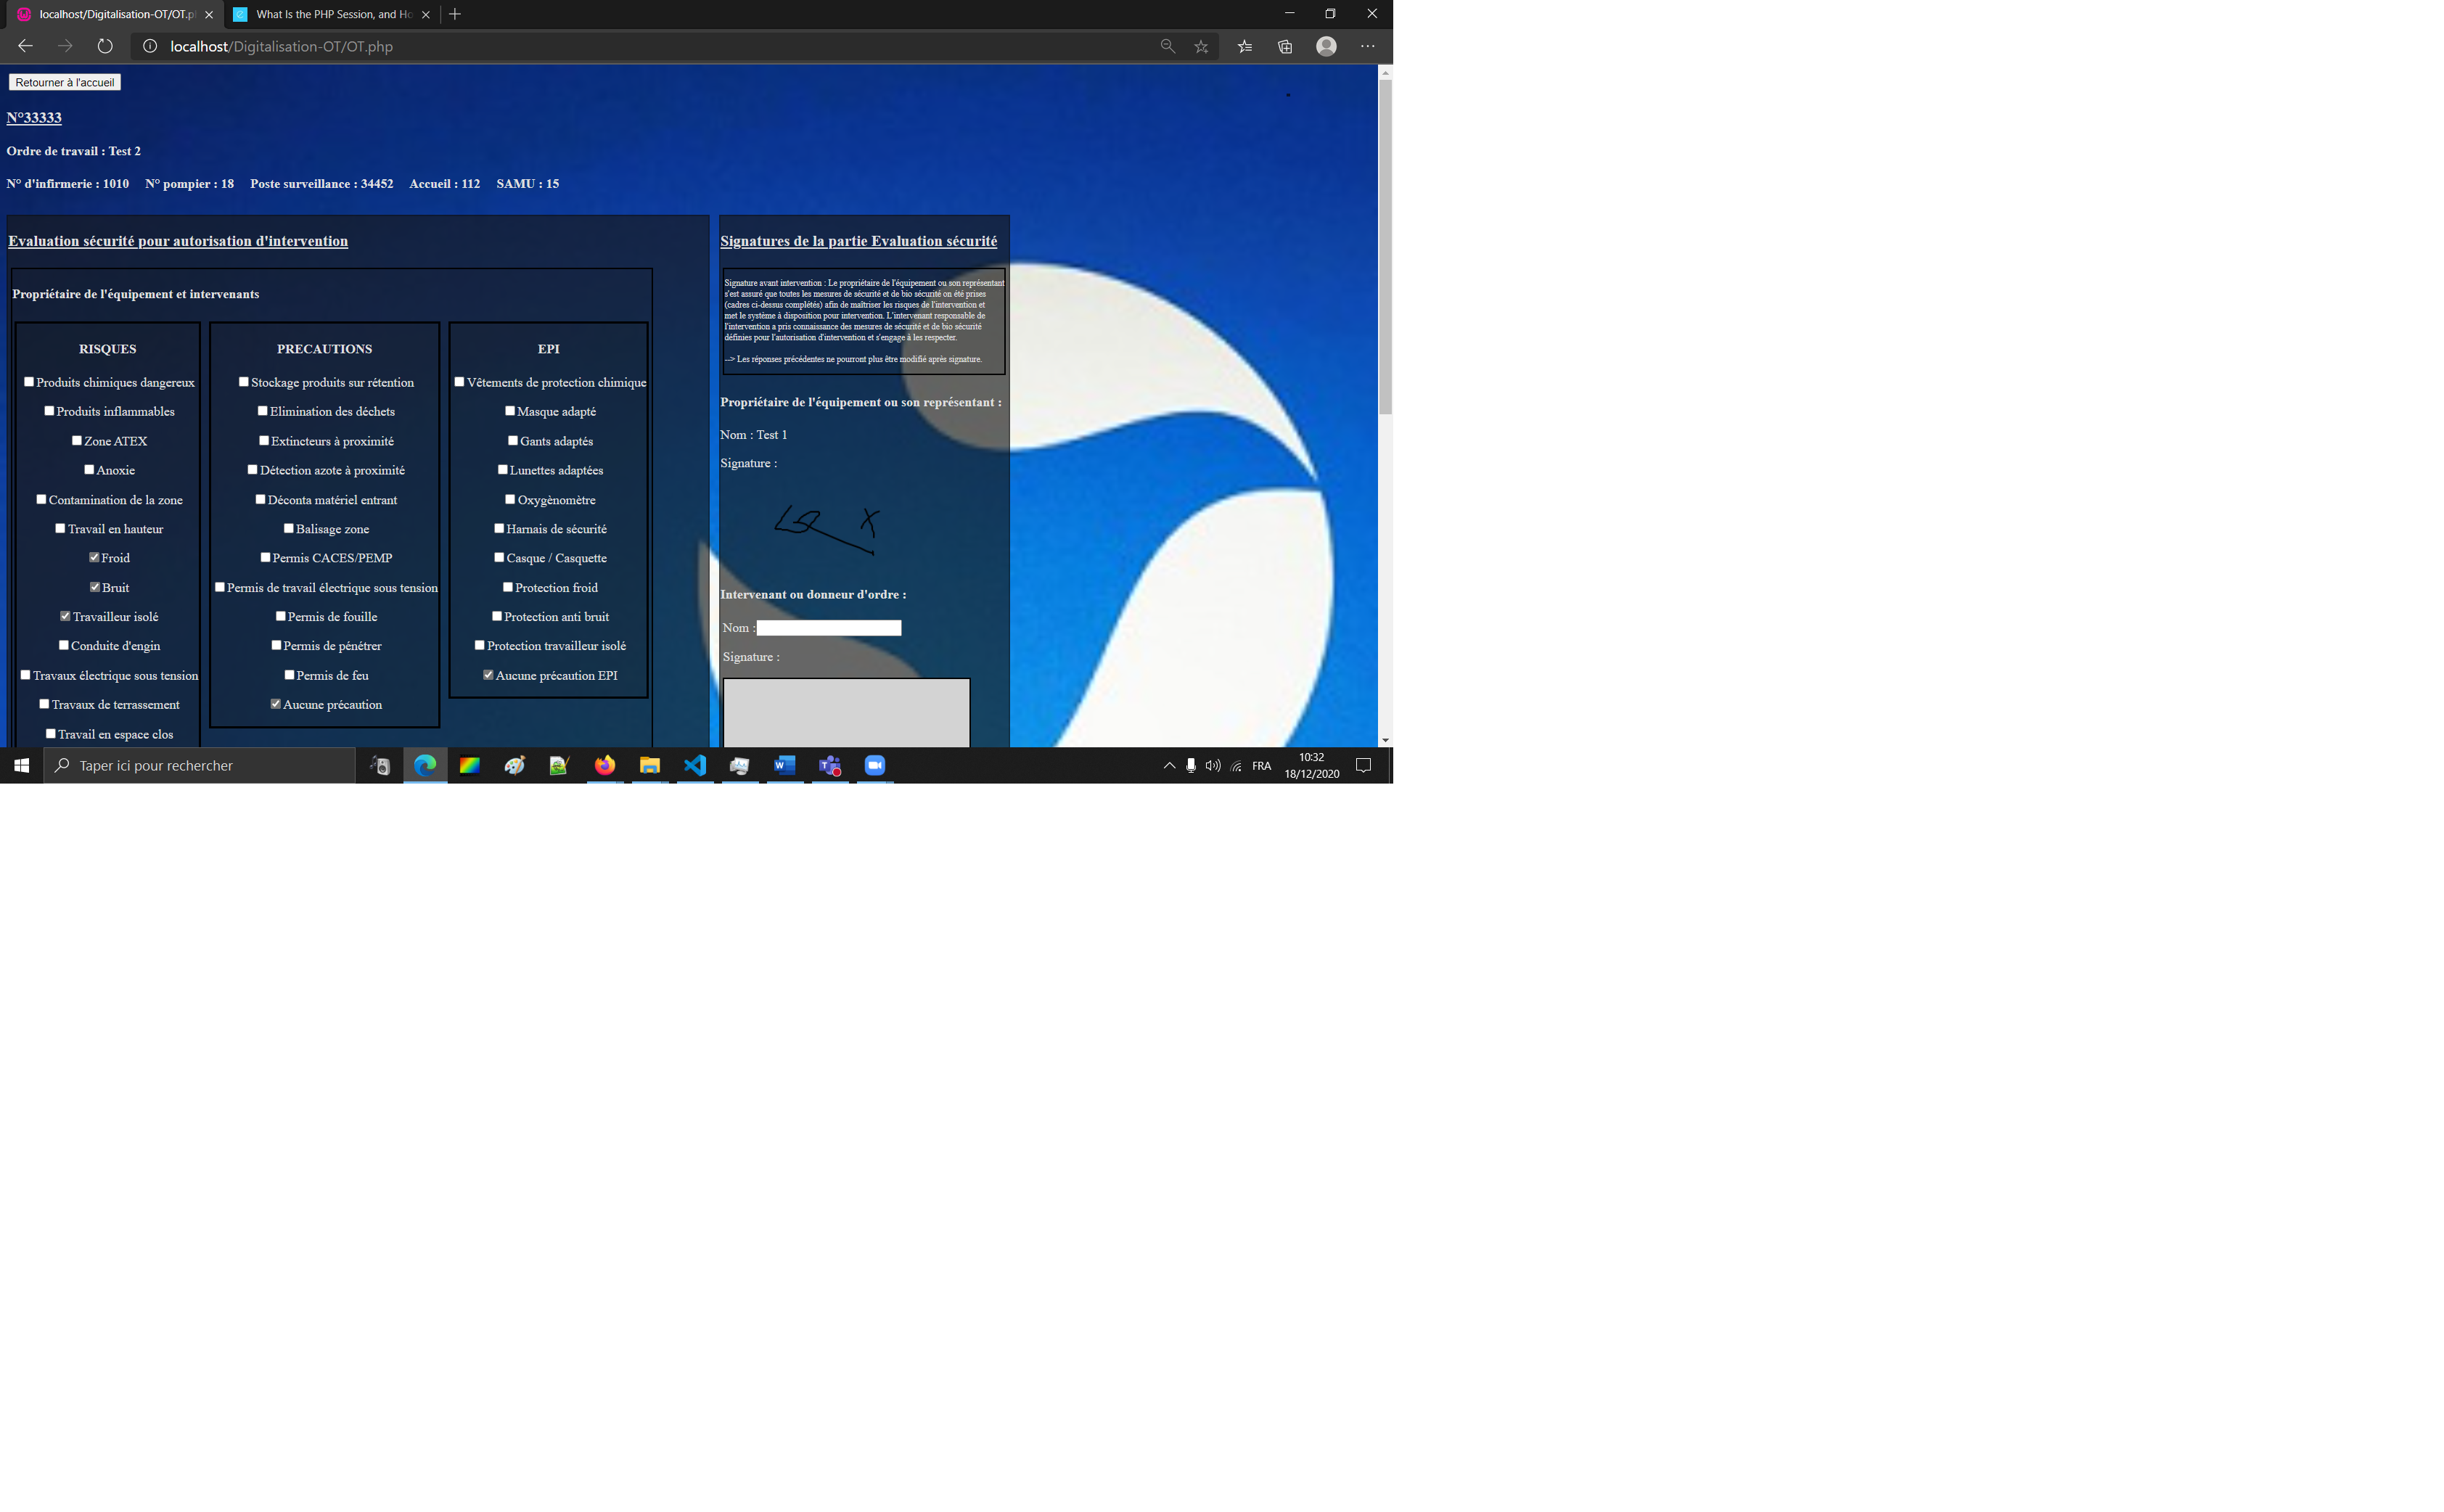 localhost/Digitalisation-OT/OT.p
What Is the PHP Session, and Ho
localhost/Digitalisation-OT/OT.php
Retourner à l'accueil
N°33333
Ordre de travail : Test 2
N° d'infirmerie : 1010 N° pompier : 18 Poste surveillance : 34452 Accueil : 112 SAMU : 15
Evaluation sécurité pour autorisation d'intervention
Propriétaire de l'équipement et intervenants
RISQUES
Produits chimiques dangereux
Produits inflammables
Zone ATEX
Anoxie
Contamination de la zone
Travail en hauteur
Froid
Bruit
Travailleur isolé
Conduite d'engin
Travaux électrique sous tension
Travaux de terrassement
Travail en espace clos
PRECAUTIONS
Stockage produits sur rétention
Elimination des déchets
Extincteurs à proximité
Détection azote à proximité
Déconta matériel entrant
Balisage zone
Permis CACES/PEMP
Permis de travail électrique sous tension
Permis de fouille
Permis de pénétrer
Permis de feu
Aucune précaution
EPI
Vêtements de protection chimique
Masque adapté
Gants adaptés
Lunettes adaptées
Oxygènomètre
Harnais de sécurité
Casque / Casquette
Protection froid
Protection anti bruit
Protection travailleur isolé
Aucune précaution EPI
Signatures de la partie Evaluation sécurité
Signature avant intervention : Le propriétaire de l'équipement ou son représentant
s'est assuré que toutes les mesures de sécurité et de bio sécurité on été prises
(cadres ci-dessus complétés) afin de maîtriser les risques de l'intervention et
met le système à disposition pour intervention. L'intervenant responsable de
l'intervention a pris connaissance des mesures de sécurité et de bio sécurité
définies pour l'autorisation d'intervention et s'engage à les respecter.
--> Les réponses précédentes ne pourront plus être modifié après signature.
Propriétaire de l'équipement ou son représentant :
Nom : Test 1
Signature :
Intervenant ou donneur d'ordre :
Nom :
Signature :
Taper ici pour rechercher
FRA
10:32
18/12/2020